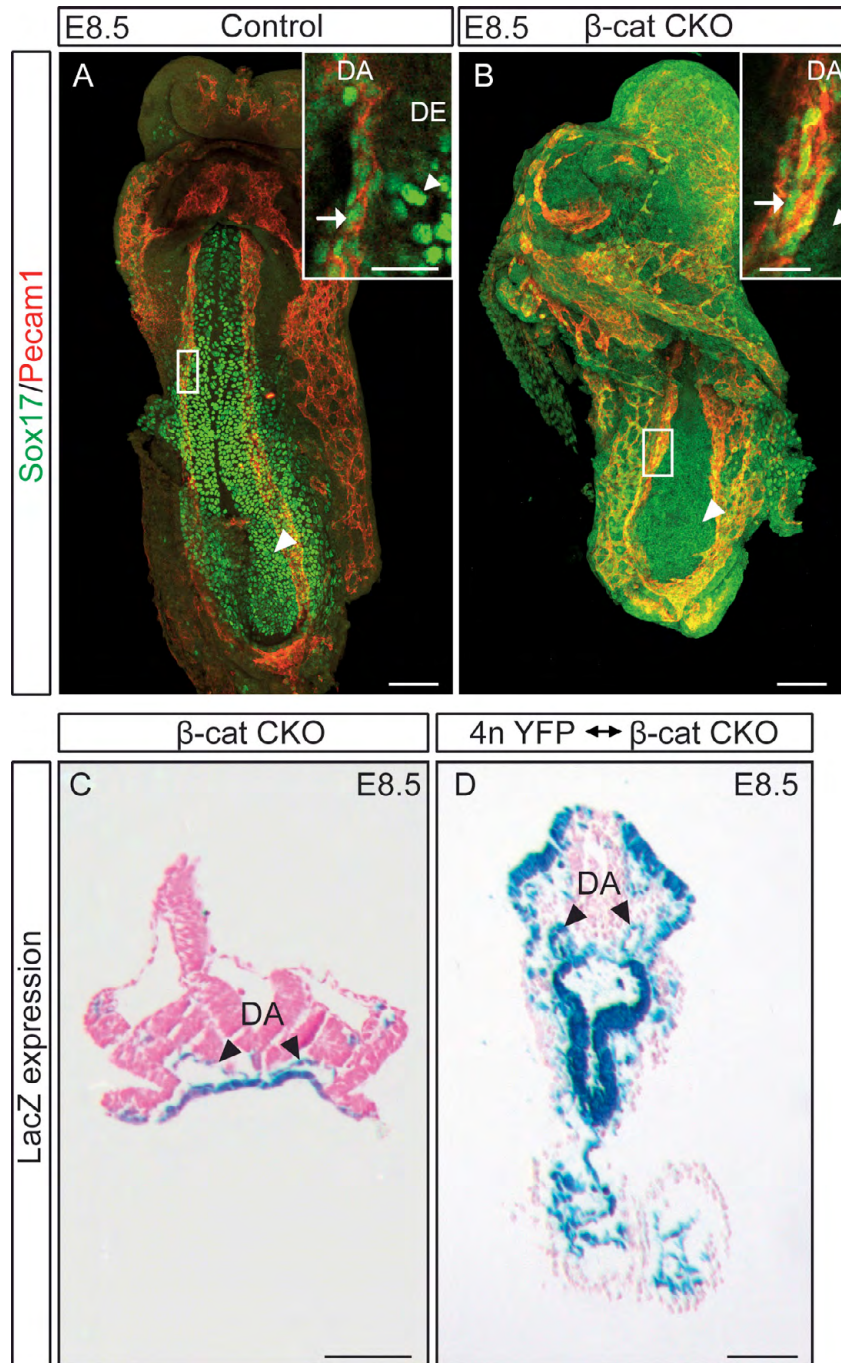 E8.5 Control
E8.5 β-cat CKO
Sox17/Pecam1
A
DA
DE
B
DA
β-cat CKO
4n YFP ↔ β-cat CKO
LacZ expression
C
E8.5
DA
D
E8.5
DA